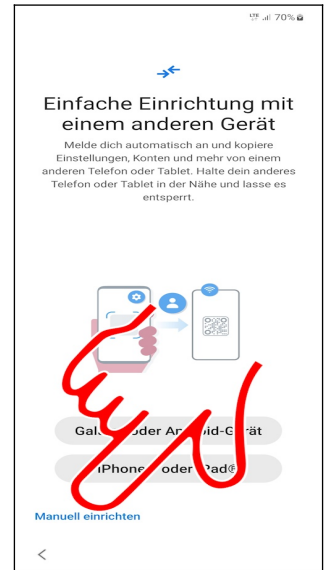 LTE 70%
Einfache Einrichtung mit
einem anderen Gerät
Melde dich automatisch an und kopiere
Einstellungen, Konten und mehr von einem
anderen Telefon oder Tablet. Halte dein anderes
Telefon oder Tablet in der Nähe und lasse es
entsperrt.
oder
oder
Manuell einrichten